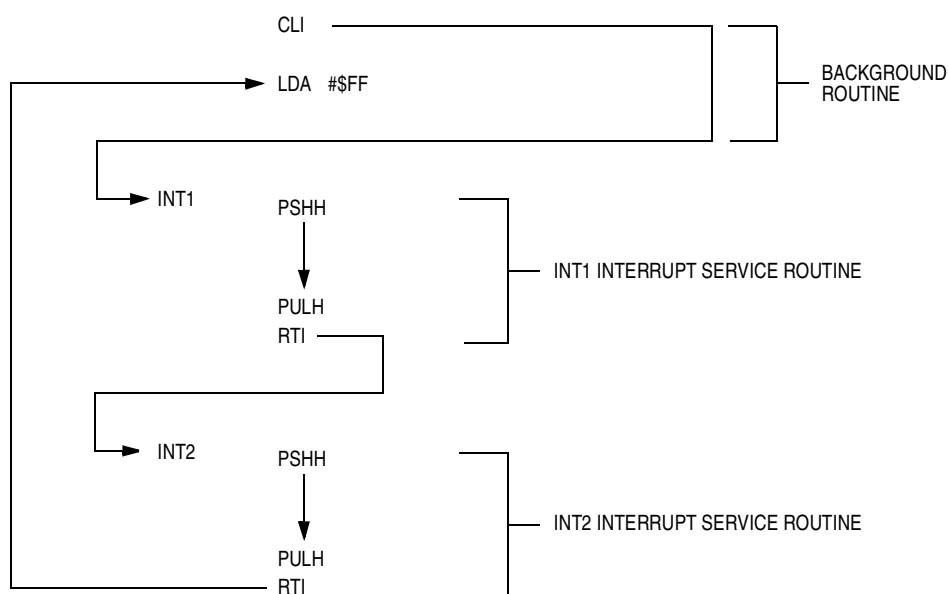 CLI
LDA #$FF
BACKGROUND
ROUTINE
INT1
PSHH
INT1 INTERRUPT SERVICE ROUTINE
PULH
RTI
INT2
PSHH
INT2 INTERRUPT SERVICE ROUTINE
PULH
RTI